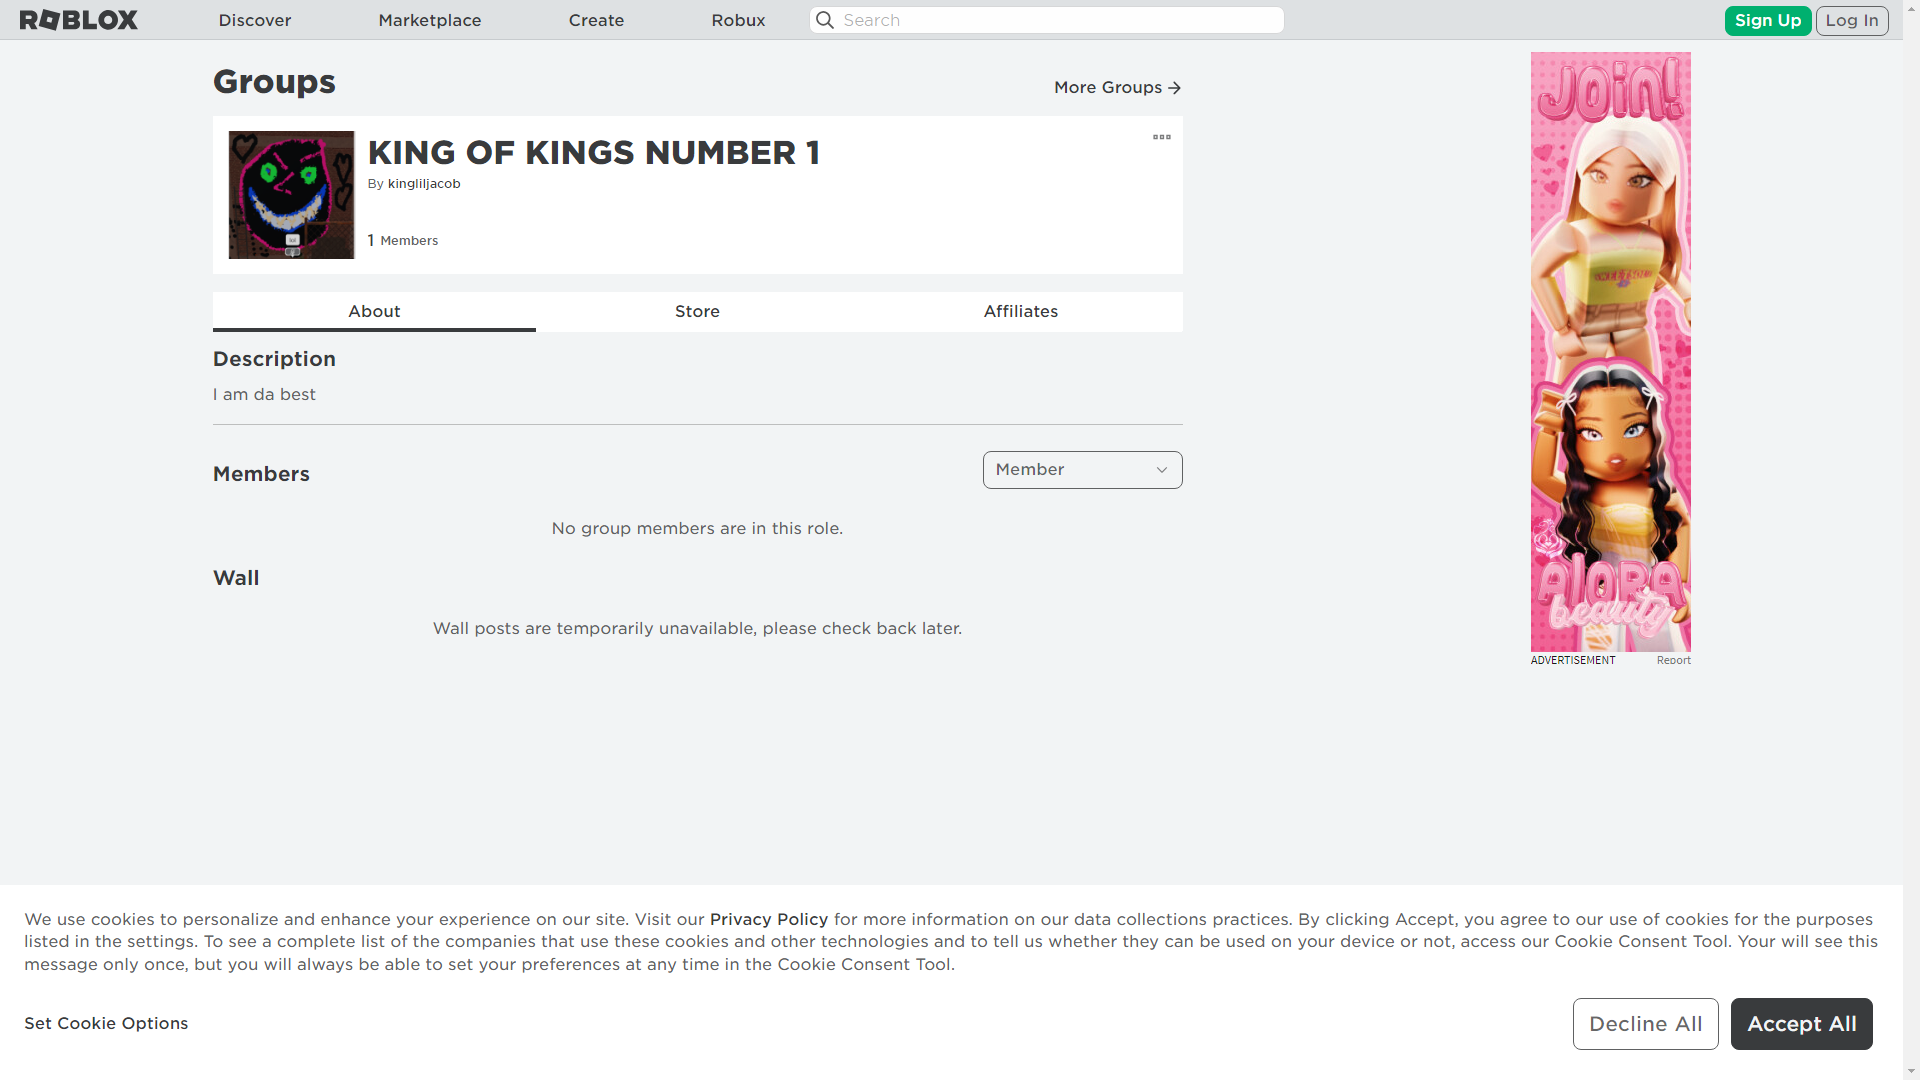 ROBLOX
Discover
Marketplace
Create
Robux
Search
Sign Up
Log In
Groups
More Groups
KING OF KINGS NUMBER 1
By kingliljacob
1 Members
About
Store
Affiliates
Description
I am da best
Members
Member
No group members are in this role.
Wall
Wall posts are temporarily unavailable, please check back later.
Join!
AlORA
beauty
ADVERTISEMENT
Report
We use cookies to personalize and enhance your experience on our site. Visit our Privacy Policy for more information on our data collections practices. By clicking Accept, you agree to our use of cookies for the purposes
listed in the settings. To see a complete list of the companies that use these cookies and other technologies and to tell us whether they can be used on your device or not, access our Cookie Consent Tool. Your will see this
message only once, but you will always be able to set your preferences at any time in the Cookie Consent Tool.
Set Cookie Options
Decline All
Accept All